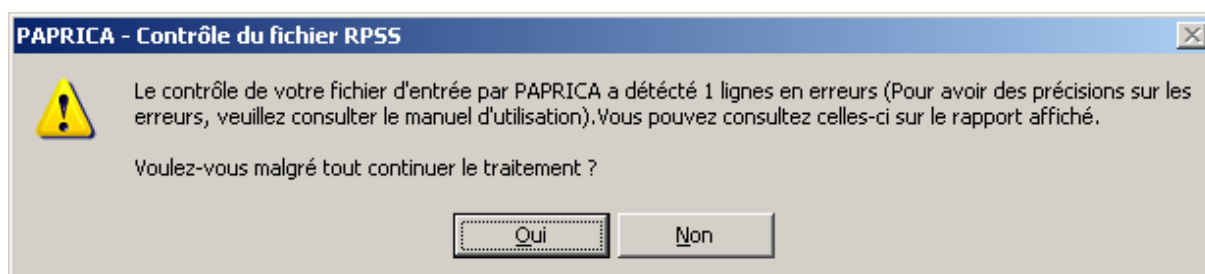 PAPRICA - Contrôle du fichier RPSS
Le contrôle de votre fichier d'entrée par PAPRICA a détécté 1 lignes en erreurs (Pour avoir des précisions sur les
erreurs, veuillez consulter le manuel d'utilisation).Vous pouvez consultez celles-ci sur le rapport affiché.
Voulez-vous malgré tout continuer le traitement ?
Oui Non